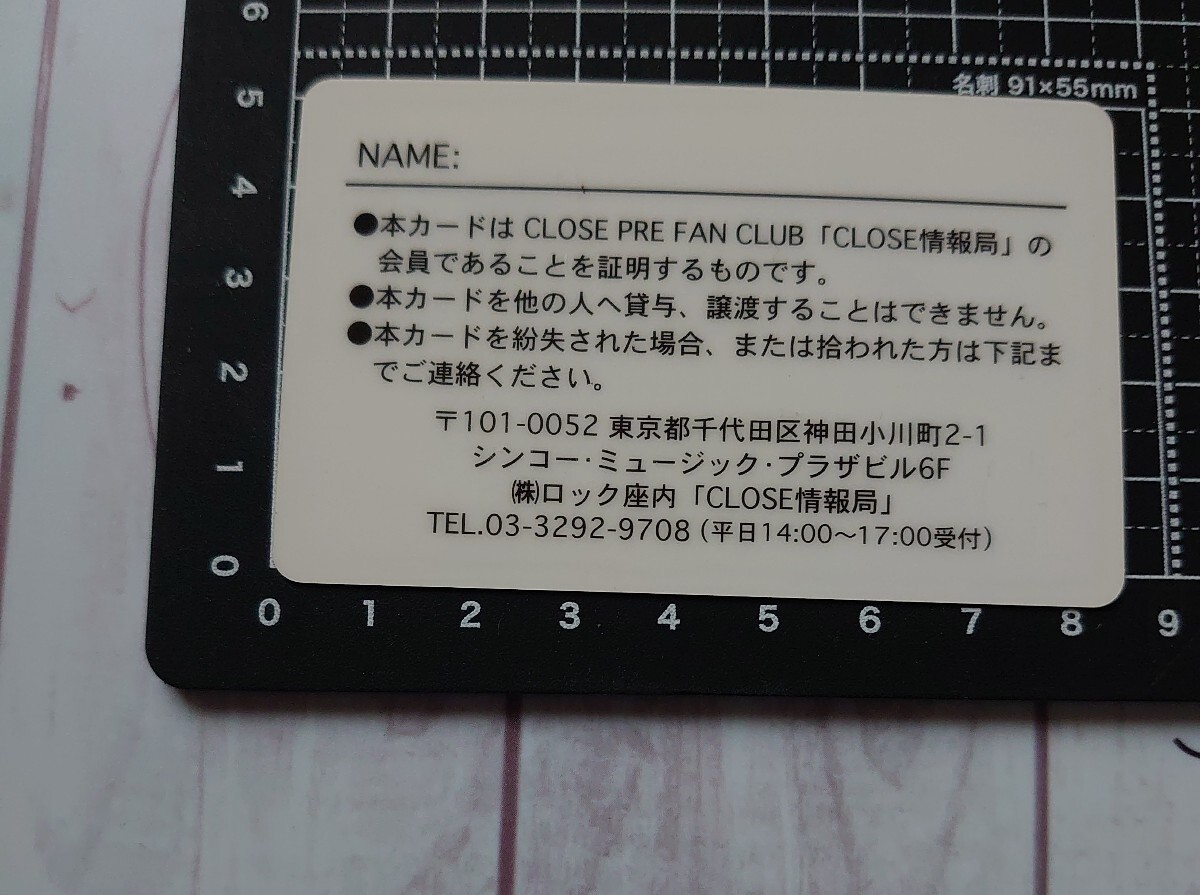 名刺 91×55mm
NAME:
●本カードは CLOSE PRE FAN CLUB「CLOSE情報局」の
会員であることを証明するものです。
●本カードを他の人へ貸与、譲渡することはできません。
●本カードを紛失された場合、または拾われた方は下記ま
でご連絡ください。
〒101-0052 東京都千代田区神田小川町2-1
シンコー・ミュージック・プラザビル6F
㈱ロック座内「CLOSE情報局」
TEL.03-3292-9708(平日14:00〜17:00受付)
6
5
4
3
2
1
0
0 1 2 3 4 5 6 7 8 9